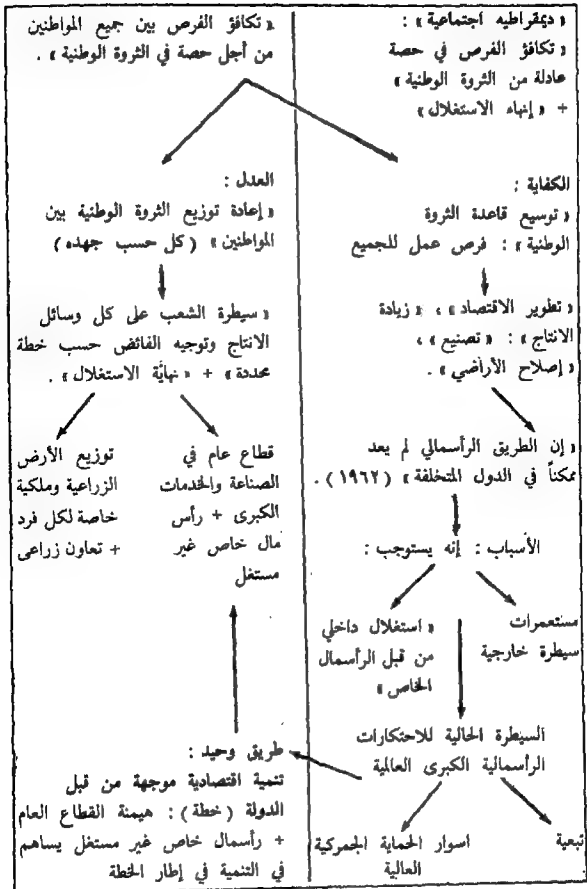 « ديمقراطيه اجتماعية » :
« تكافؤ الفرص في حصة
عادلة من الثروة الوطنية »
+ « إنهاء الاستغلال »
« تكافؤ الفرص بين جميع المواطنين
من أجل حصة في الثروة الوطنية » .
الكفاية :
« توسيع قاعدة الثروة
الوطنية » : فرص عمل للجميع
« تطوير الاقتصاد » ، « زيادة
الانتاج » : « تصنيع » ،
« إصلاح الأراضي » .
« إن الطريق الرأسمالي لم يعد
ممكناً في الدول المتخلفة » (١٩٦٢) .
الأسباب : إنه يستوجب :
مستعمرات
سيطرة خارجية
« استغلال داخلي
من قبل الرأسمال
الخاص »
السيطرة الحالية للاحتكارات
الرأسمالية الكبرى العالمية
تبعية
اسوار الحماية الجمركية
العالية
العدل :
« إعادة توزيع الثروة الوطنية بين
المواطنين » (كل حسب جهده)
« سيطرة الشعب على كل وسائل
الانتاج وتوجيه الفائض حسب خطة
محددة » + « نهاية الاستغلال » .
قطاع عام في
الصناعة والخدمات
الكبرى + رأس
مال خاص غير
مستغل
توزيع الأرض
الزراعية وملكية
خاصة لكل فرد
+ تعاون زراعى
طريق وحيد :
تنمية اقتصادية موجهة من قبل
الدولة (خطة) : هيمنة القطاع العام
+ رأسمال خاص غير مستغل يساهم
في التنمية في إطار الخطة